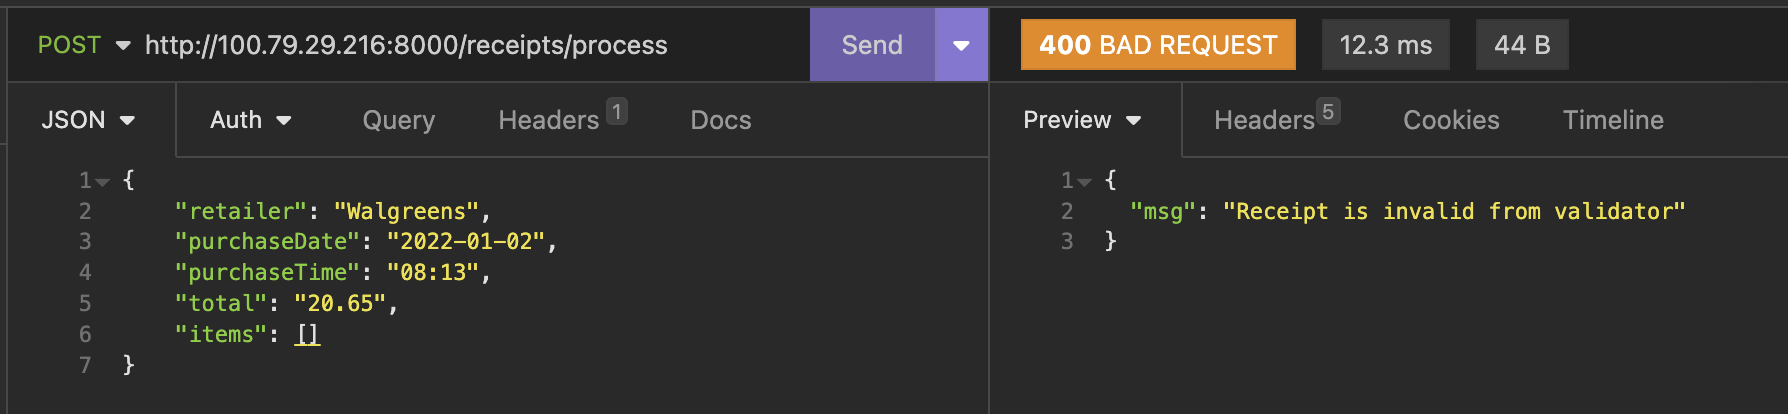 POST http://100.79.29.216:8000/receipts/process Send 400 BAD REQUEST 12.3 ms 44 B
JSON Auth Query Headers 1 Docs Preview Headers 5 Cookies Timeline
1 {
2 "retailer": "Walgreens",
3 "purchaseDate": "2022-01-02",
4 "purchaseTime": "08:13",
5 "total": "20.65",
6 "items": []
7 }
1 {
2 "msg": "Receipt is invalid from validator"
3 }